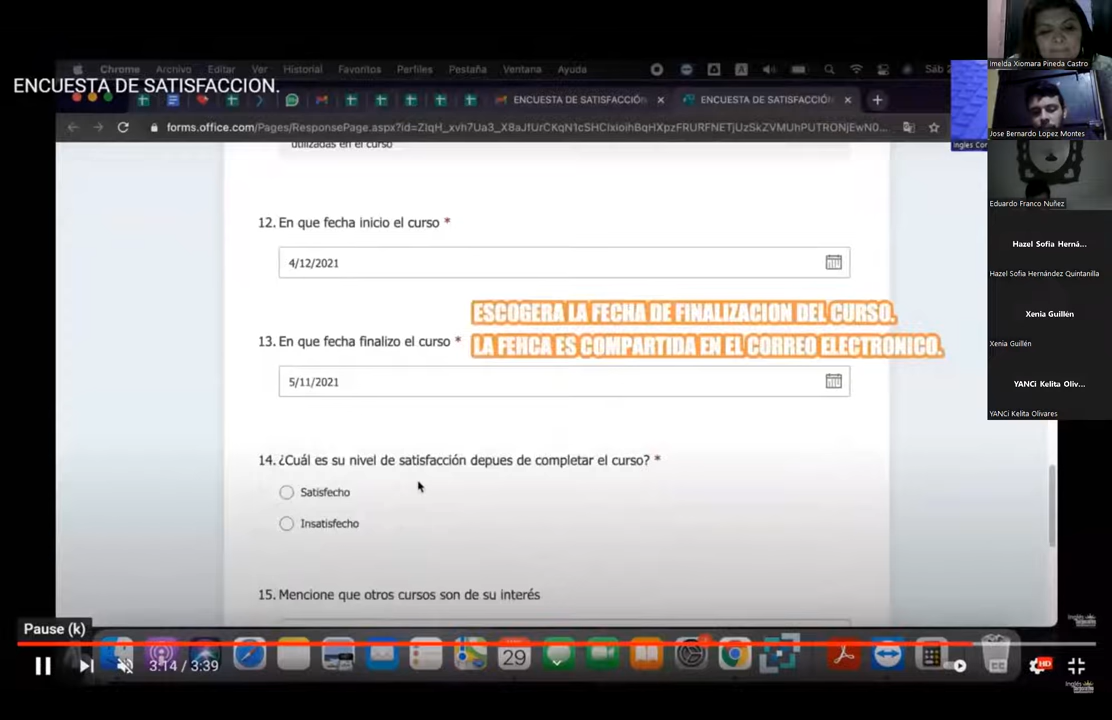 Chrome Archivo Editar Ver Historial Favoritos Perfiles Pestaña Ventana Ayuda
ENCUESTA DE SATISFACCION.
ENCUESTA DE SATISFACCIÓN
ENCUESTA DE SATISFACCIÓN
utilizadas en el curso
12. En que fecha inicio el curso *
4/12/2021
ESCOGERA LA FECHA DE FINALIZACION DEL CURSO.
13. En que fecha finalizo el curso *
LA FEHCA ES COMPARTIDA EN EL CORREO ELECTRONICO.
5/11/2021
14. ¿Cuál es su nivel de satisfacción depues de completar el curso? *
Satisfecho
Insatisfecho
15. Mencione que otros cursos son de su interés
Pause (k)
3:14 / 3:39
29
HD
Imelda Xiomara Pineda Castro
Jose Bernardo Lopez Montes
Eduardo Franco Nuñez
Hazel Sofia Herná...
Hazel Sofia Hernández Quintanilla
Xenia Guillén
Xenia Guillén
YANCi Kelita Oliv...
YANCi Kelita Olivares